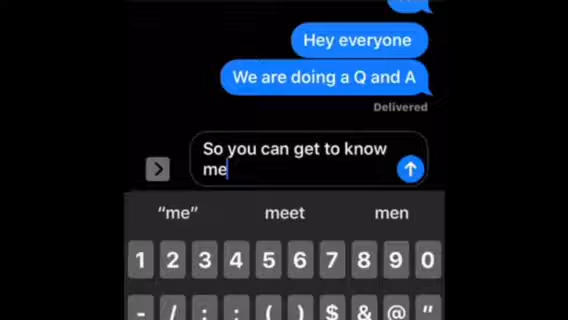 Hey everyone
We are doing a Q and A
Delivered
So you can get to know
me
“me” meet men
1 2 3 4 5 6 7 8 9 0
- / : ; ( ) $ & @ "